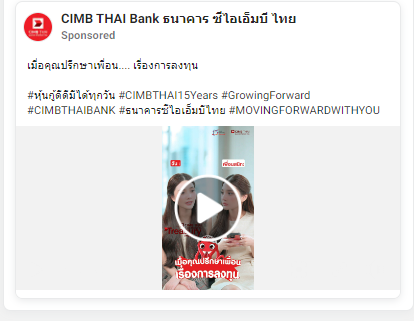 CIMB THAI Bank ธนาคาร ซีไอเอ็มบี ไทย
Sponsored
เมื่อคุณปรึกษาเพื่อน.... เรื่องการลงทุน
#หุ้นกู้ดีดีมีได้ทุกวัน #CIMBTHAI15Years #GrowingForward
#CIMBTHAIBANK #ธนาคารซีไอเอ็มบีไทย #MOVINGFORWARDWITHYOU
เพื่อนสนิท
เมื่อคุณปรึกษาเพื่อน
เรื่องการลงทุน